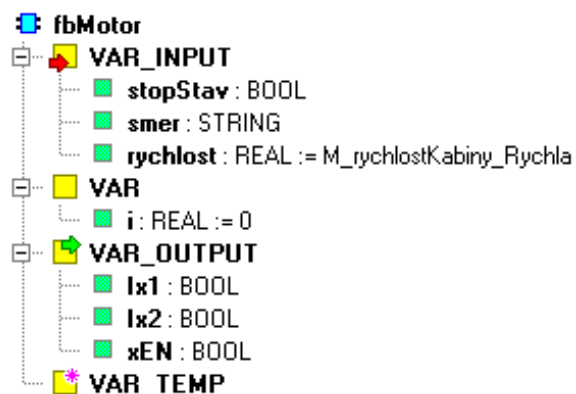 fbMotor
VAR_INPUT
stopStav : BOOL
smer : STRING
rychlost : REAL := M_rychlostKabiny_Rychla
VAR
i : REAL := 0
VAR_OUTPUT
lx1 : BOOL
lx2 : BOOL
xEN : BOOL
VAR_TEMP